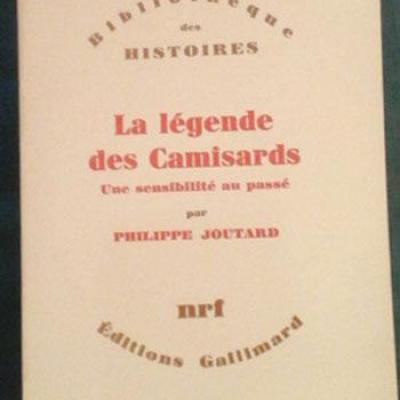 Bibliothèque
des
HISTOIRES
La légende
des Camisards
Une sensibilité au passé
par
PHILIPPE JOUTARD
nrf
Éditions Gallimard